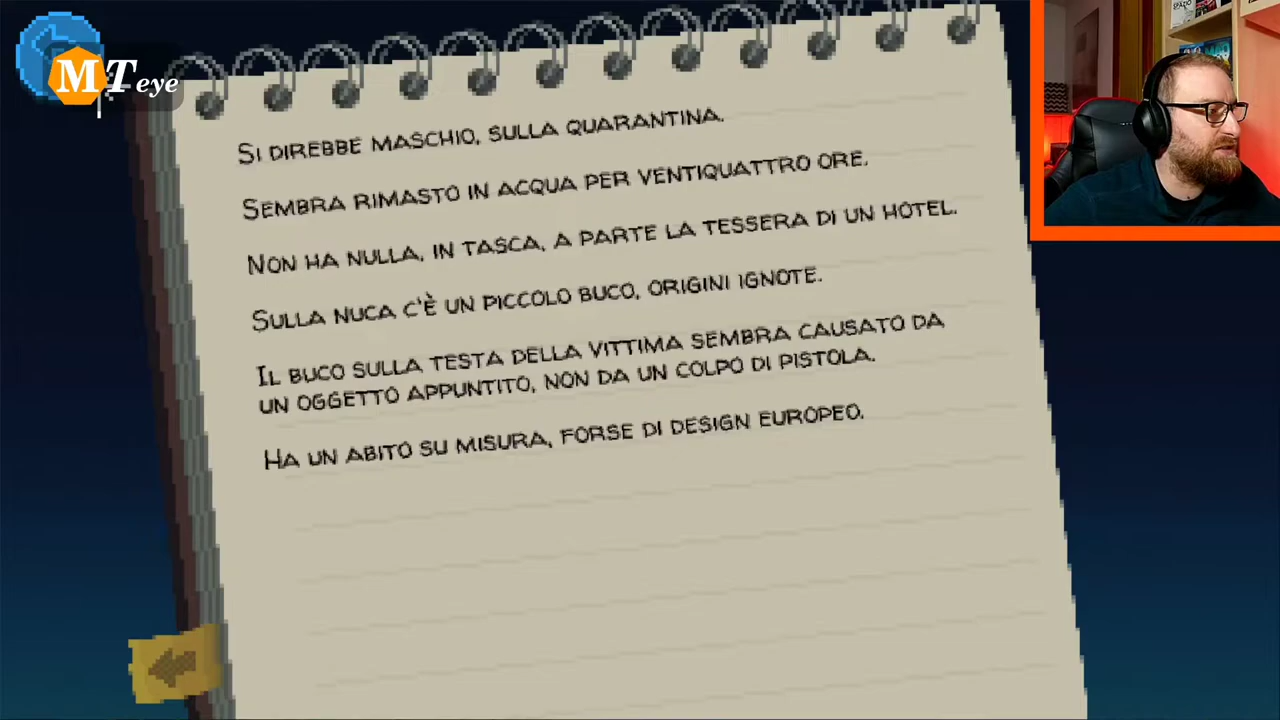 MT eye
SI DIREBBE MASCHIO, SULLA QUARANTINA.
SEMBRA RIMASTO IN ACQUA PER VENTIQUATTRO ORE.
NON HA NULLA, IN TASCA, A PARTE LA TESSERA DI UN HOTEL.
SULLA NUCA C'È UN PICCOLO BUCO, ORIGINI IGNOTE.
IL BUCO SULLA TESTA DELLA VITTIMA SEMBRA CAUSATO DA
UN OGGETTO APPUNTITO, NON DA UN COLPO DI PISTOLA.
HA UN ABITO SU MISURA, FORSE DI DESIGN EUROPEO.
SPAZIO